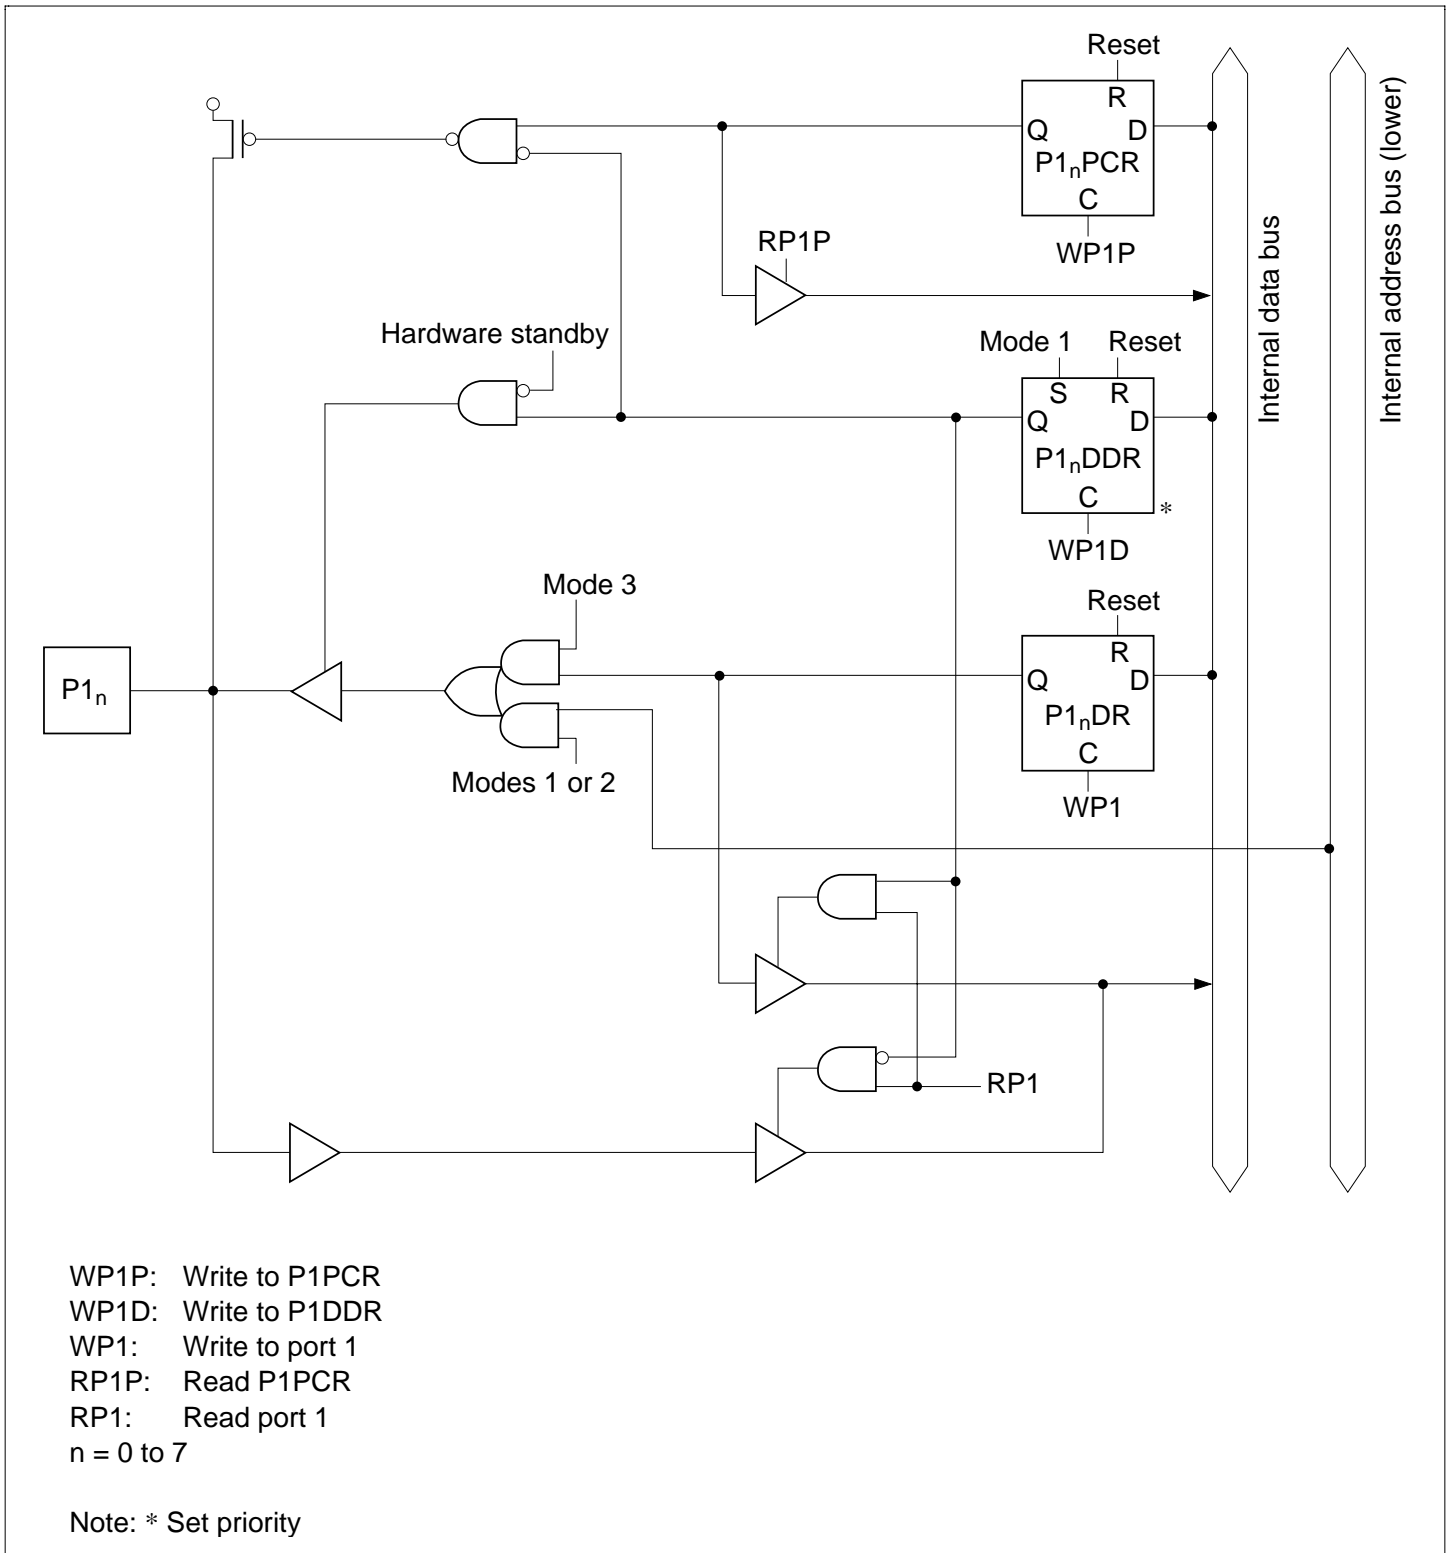 Reset
R
Q D
P1nPCR
C
WP1P
RP1P
Hardware standby
Mode 1 Reset
S R
Q D
P1nDDR
C
*
WP1D
Mode 3
Reset
R
Q D
P1nDR
C
WP1
P1n
Modes 1 or 2
RP1
Internal data bus
Internal address bus (lower)
WP1P: Write to P1PCR
WP1D: Write to P1DDR
WP1: Write to port 1
RP1P: Read P1PCR
RP1: Read port 1
n = 0 to 7
Note: * Set priority